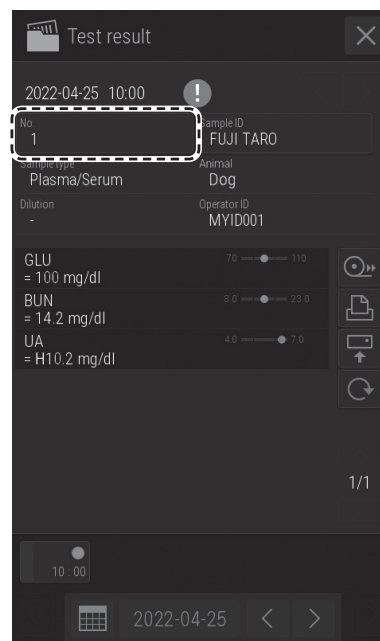 Test result
2022-04-25 10:00 !
No
1
Sample ID
FUJI TARO
Sample type
Plasma/Serum
Animal
Dog
Dilution
-
Operator ID
MYID001
GLU 70 110
= 100 mg/dl
BUN 8.0 23.0
= 14.2 mg/dl
UA 4.0 7.0
= H10.2 mg/dl
1/1
10 : 00
2022-04-25